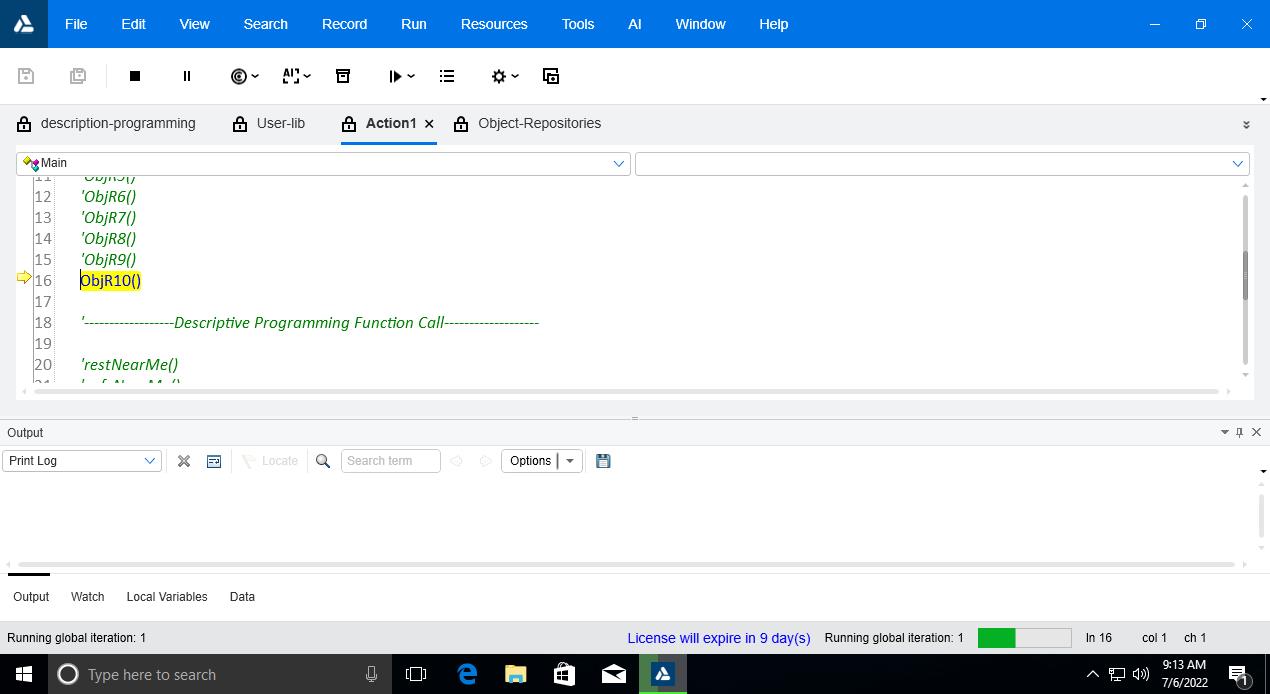 File Edit View Search Record Run Resources Tools AI Window Help
description-programming User-lib Action1 Object-Repositories
Main
11 'ObjR5()
12 'ObjR6()
13 'ObjR7()
14 'ObjR8()
15 'ObjR9()
16 ObjR10()
17
18 '------------------Descriptive Programming Function Call-------------------
19
20 'restNearMe()
21
Output
Print Log Locate Search term Options
Output Watch Local Variables Data
Running global iteration: 1 License will expire in 9 day(s) Running global iteration: 1 ln 16 col 1 ch 1
Type here to search 9:13 AM
7/6/2022 1